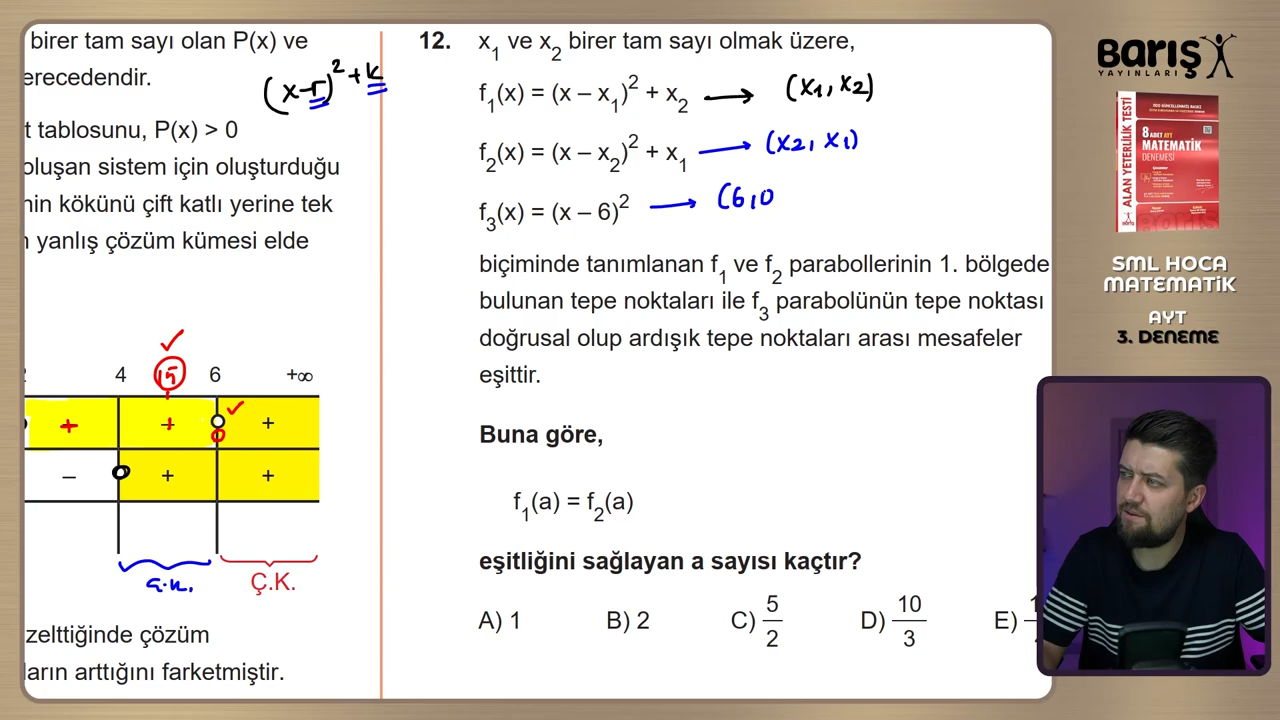 birer tam sayı olan P(x) ve
erecedendir.
(x-r)² + k
t tablosunu, P(x) > 0
oluşan sistem için oluşturduğu
nin kökünü çift katlı yerine tek
yanlış çözüm kümesi elde
15
4 6 +∞
+ + +
0
– + +
Ç.K.
zelttiğinde çözüm
ların arttığını farketmiştir.
12. x₁ ve x₂ birer tam sayı olmak üzere,
f₁(x) = (x – x₁)² + x₂ → (x₁, x₂)
f₂(x) = (x – x₂)² + x₁ → (x₂, x₁)
f₃(x) = (x – 6)² → (6,0
biçiminde tanımlanan f₁ ve f₂ parabollerinin 1. bölgede
bulunan tepe noktaları ile f₃ parabolünün tepe noktası
doğrusal olup ardışık tepe noktaları arası mesafeler
eşittir.
Buna göre,
f₁(a) = f₂(a)
eşitliğini sağlayan a sayısı kaçtır?
A) 1 B) 2 C) 5/2 D) 10/3 E)
BARIŞ
YAYINLARI
ALAN YETERLİLİK TESTİ
8 ADET AYT
MATEMATİK
DENEMESİ
SML HOCA
MATEMATİK
AYT
3. DENEME